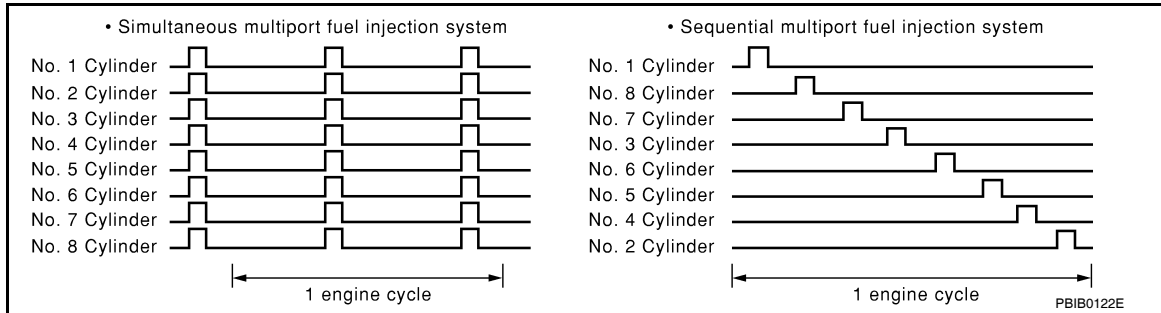 • Simultaneous multiport fuel injection system
No. 1 Cylinder
No. 2 Cylinder
No. 3 Cylinder
No. 4 Cylinder
No. 5 Cylinder
No. 6 Cylinder
No. 7 Cylinder
No. 8 Cylinder
1 engine cycle
• Sequential multiport fuel injection system
No. 1 Cylinder
No. 8 Cylinder
No. 7 Cylinder
No. 3 Cylinder
No. 6 Cylinder
No. 5 Cylinder
No. 4 Cylinder
No. 2 Cylinder
1 engine cycle
PBIB0122E